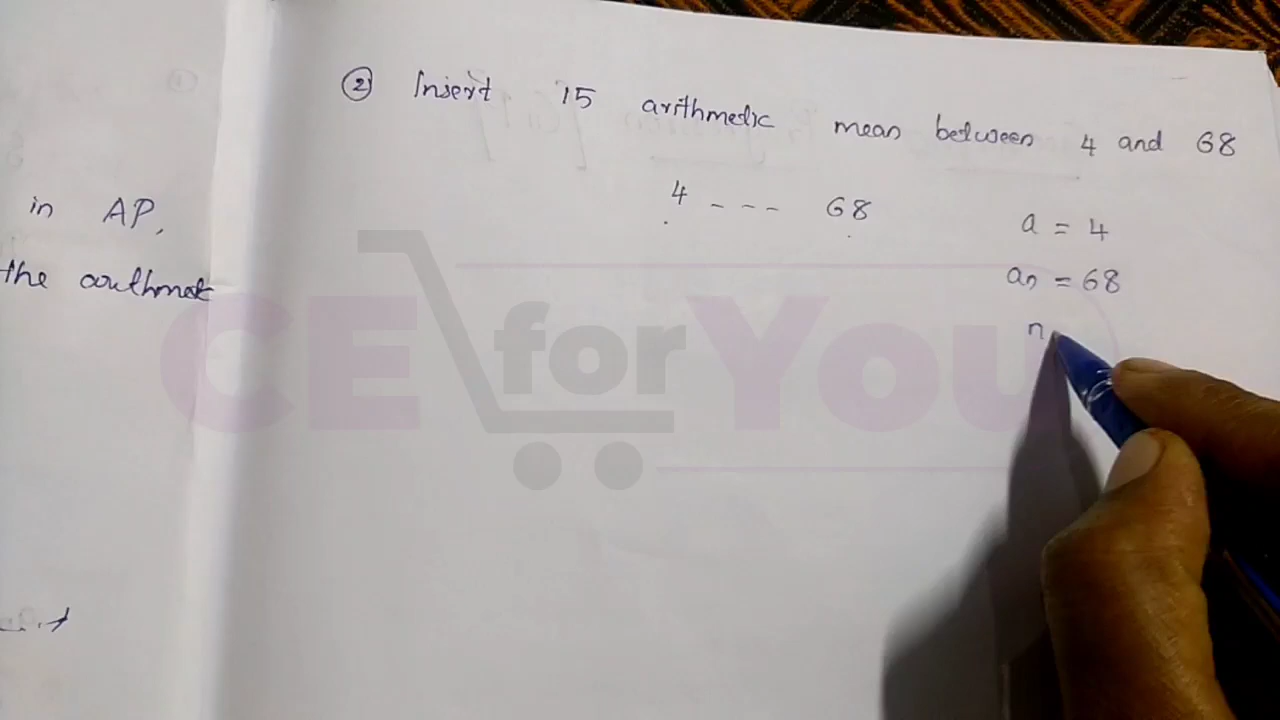 ② Insert 15 arithmedic mean between 4 and 68
4 - - - 68
a = 4
an = 68
n
in AP,
the arithmet
CE for You